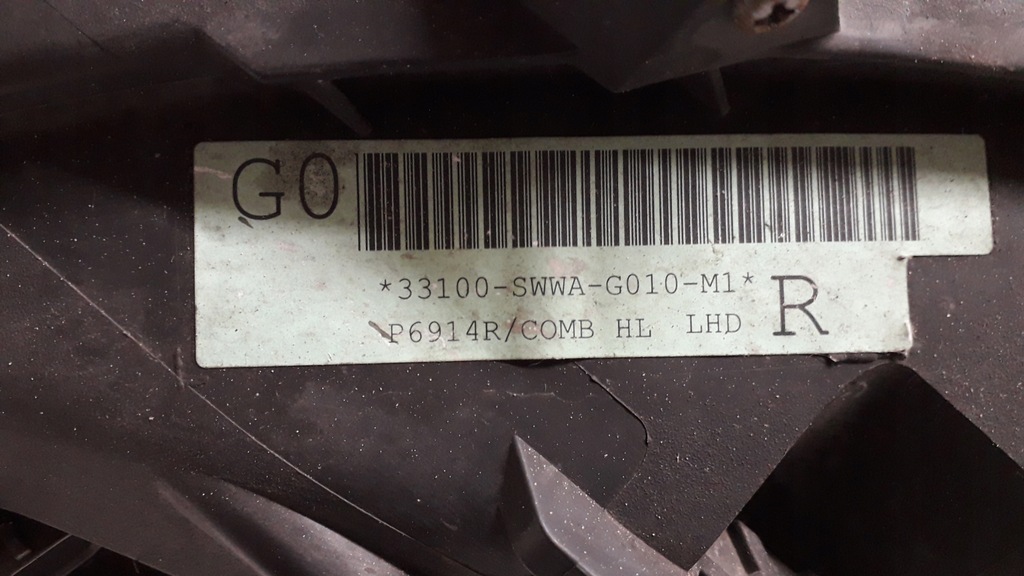 G0
*33100-SWWA-G010-M1*
P6914R/COMB HL LHD R